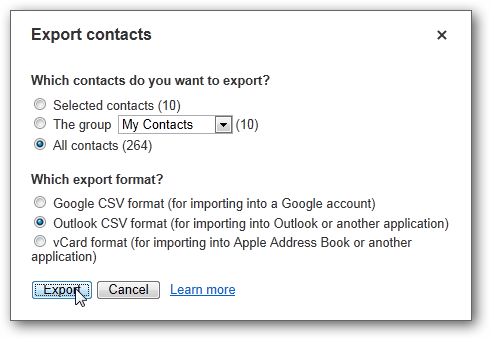 Export contacts
Which contacts do you want to export?
Selected contacts (10)
The group My Contacts (10)
All contacts (264)
Which export format?
Google CSV format (for importing into a Google account)
Outlook CSV format (for importing into Outlook or another application)
vCard format (for importing into Apple Address Book or another
application)
Export Cancel Learn more